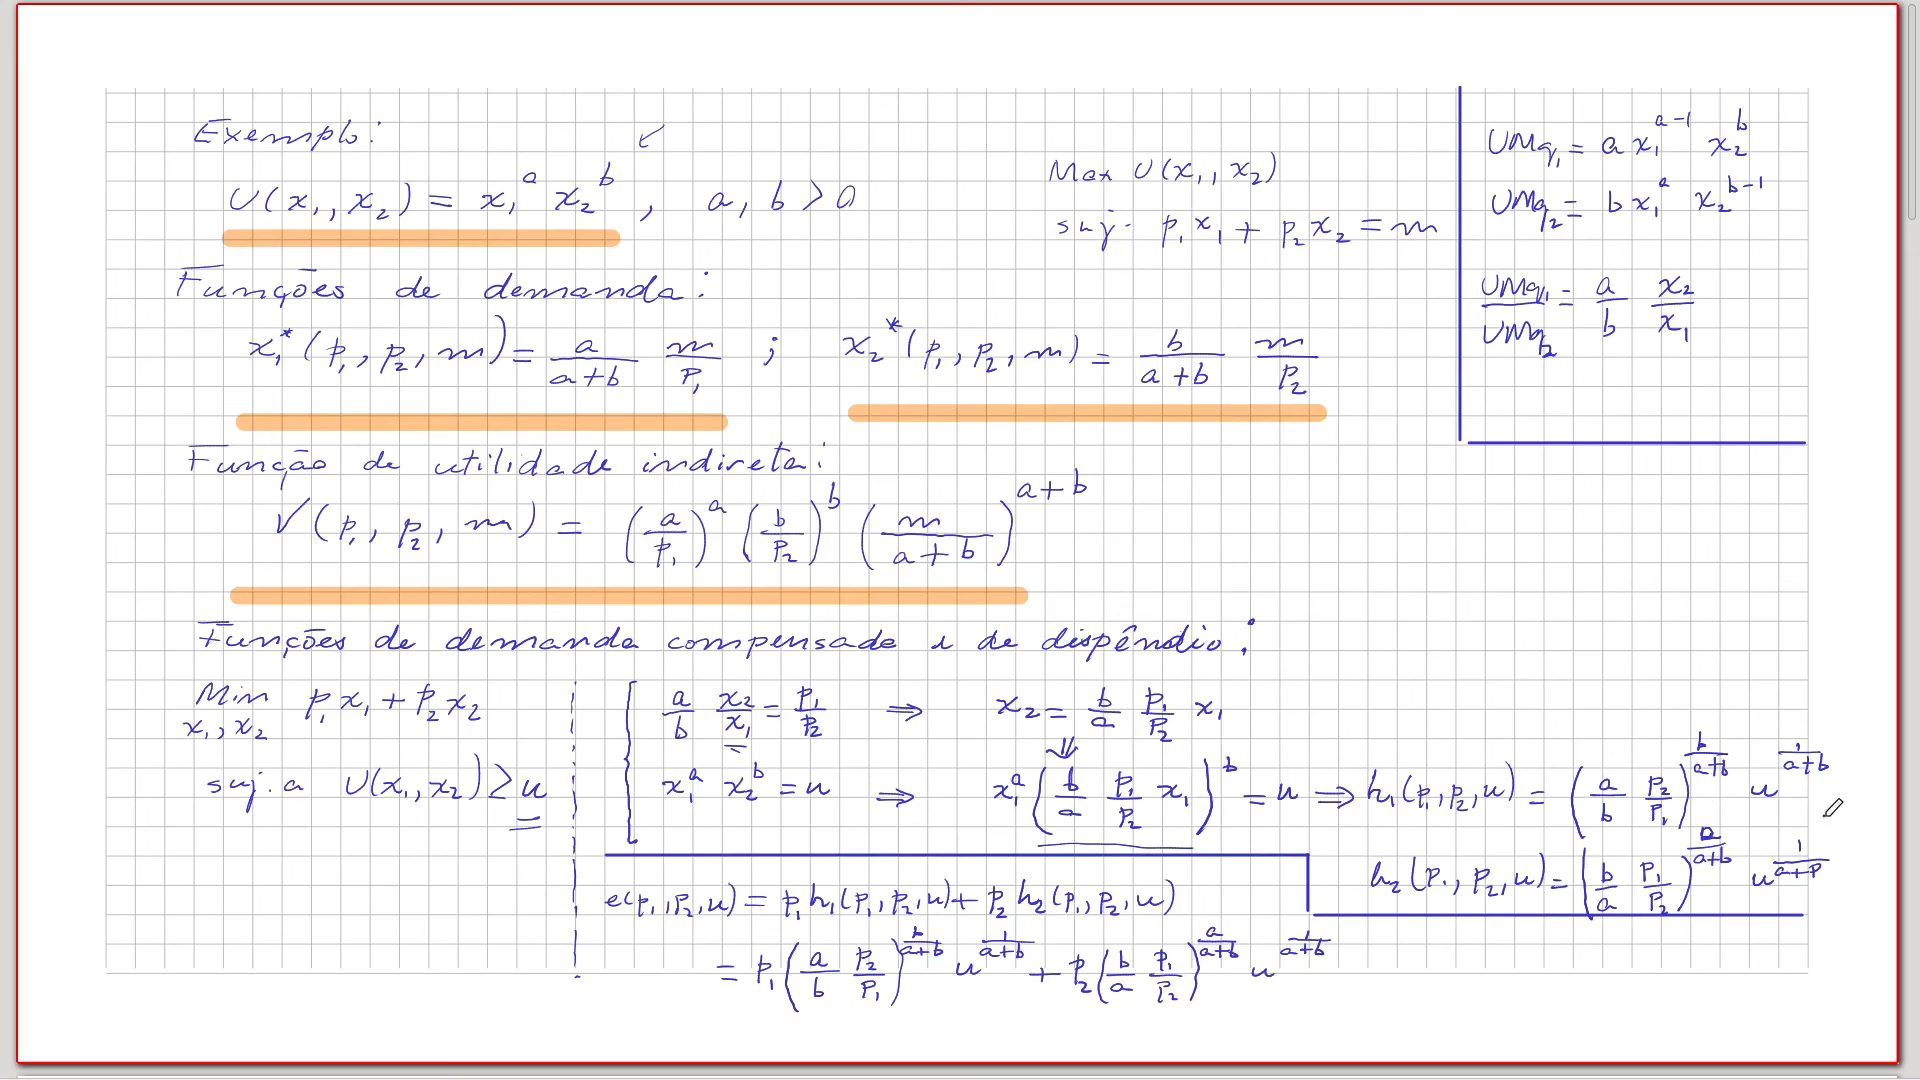 Exemplo:
U(x₁, x₂) = x₁^a x₂^b , a, b > 0
Max U(x₁, x₂)
suj. p₁x₁ + p₂x₂ = m
UMg₁ = a x₁^(a-1) x₂^b
UMg₂ = b x₁^a x₂^(b-1)
UMg₁/UMg₂ = a/b x₂/x₁
Funções de demanda:
x₁*(p₁, p₂, m) = a/(a+b) m/p₁ ; x₂*(p₁, p₂, m) = b/(a+b) m/p₂
Função de utilidade indireta:
V(p₁, p₂, m) = (a/p₁)^a (b/p₂)^b (m/(a+b))^(a+b)
Funções de demanda compensada e de dispêndio:
Min p₁x₁ + p₂x₂
x₁, x₂
suj. a U(x₁, x₂) ≥ u
a/b x₂/x₁ = p₁/p₂ ⇒ x₂ = b/a p₁/p₂ x₁
x₁^a x₂^b = u ⇒ x₁^a (b/a p₁/p₂ x₁)^b = u ⇒ h₁(p₁, p₂, u) = (a/b p₂/p₁)^(b/(a+b)) u^(1/(a+b))
h₂(p₁, p₂, u) = (b/a p₁/p₂)^(a/(a+b)) u^(1/(a+p))
e(p₁, p₂, u) = p₁h₁(p₁, p₂, u) + p₂h₂(p₁, p₂, u)
= p₁(a/b p₂/p₁)^(b/(a+b)) u^(1/(a+b)) + p₂(b/a p₁/p₂)^(a/(a+b)) u^(1/(a+b))